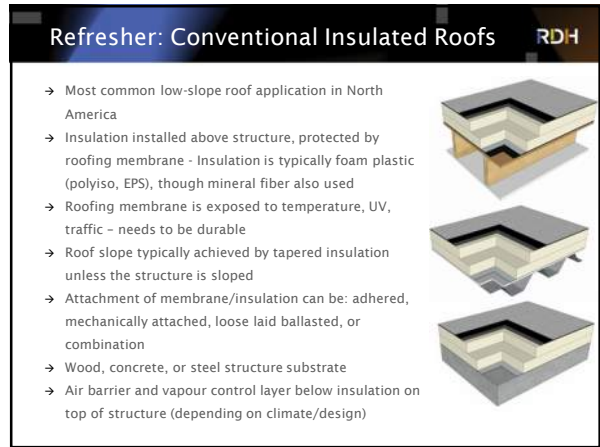 Refresher: Conventional Insulated Roofs
RDH
→ Most common low-slope roof application in North
America
→ Insulation installed above structure, protected by
roofing membrane - Insulation is typically foam plastic
(polyiso, EPS), though mineral fiber also used
→ Roofing membrane is exposed to temperature, UV,
traffic – needs to be durable
→ Roof slope typically achieved by tapered insulation
unless the structure is sloped
→ Attachment of membrane/insulation can be: adhered,
mechanically attached, loose laid ballasted, or
combination
→ Wood, concrete, or steel structure substrate
→ Air barrier and vapour control layer below insulation on
top of structure (depending on climate/design)